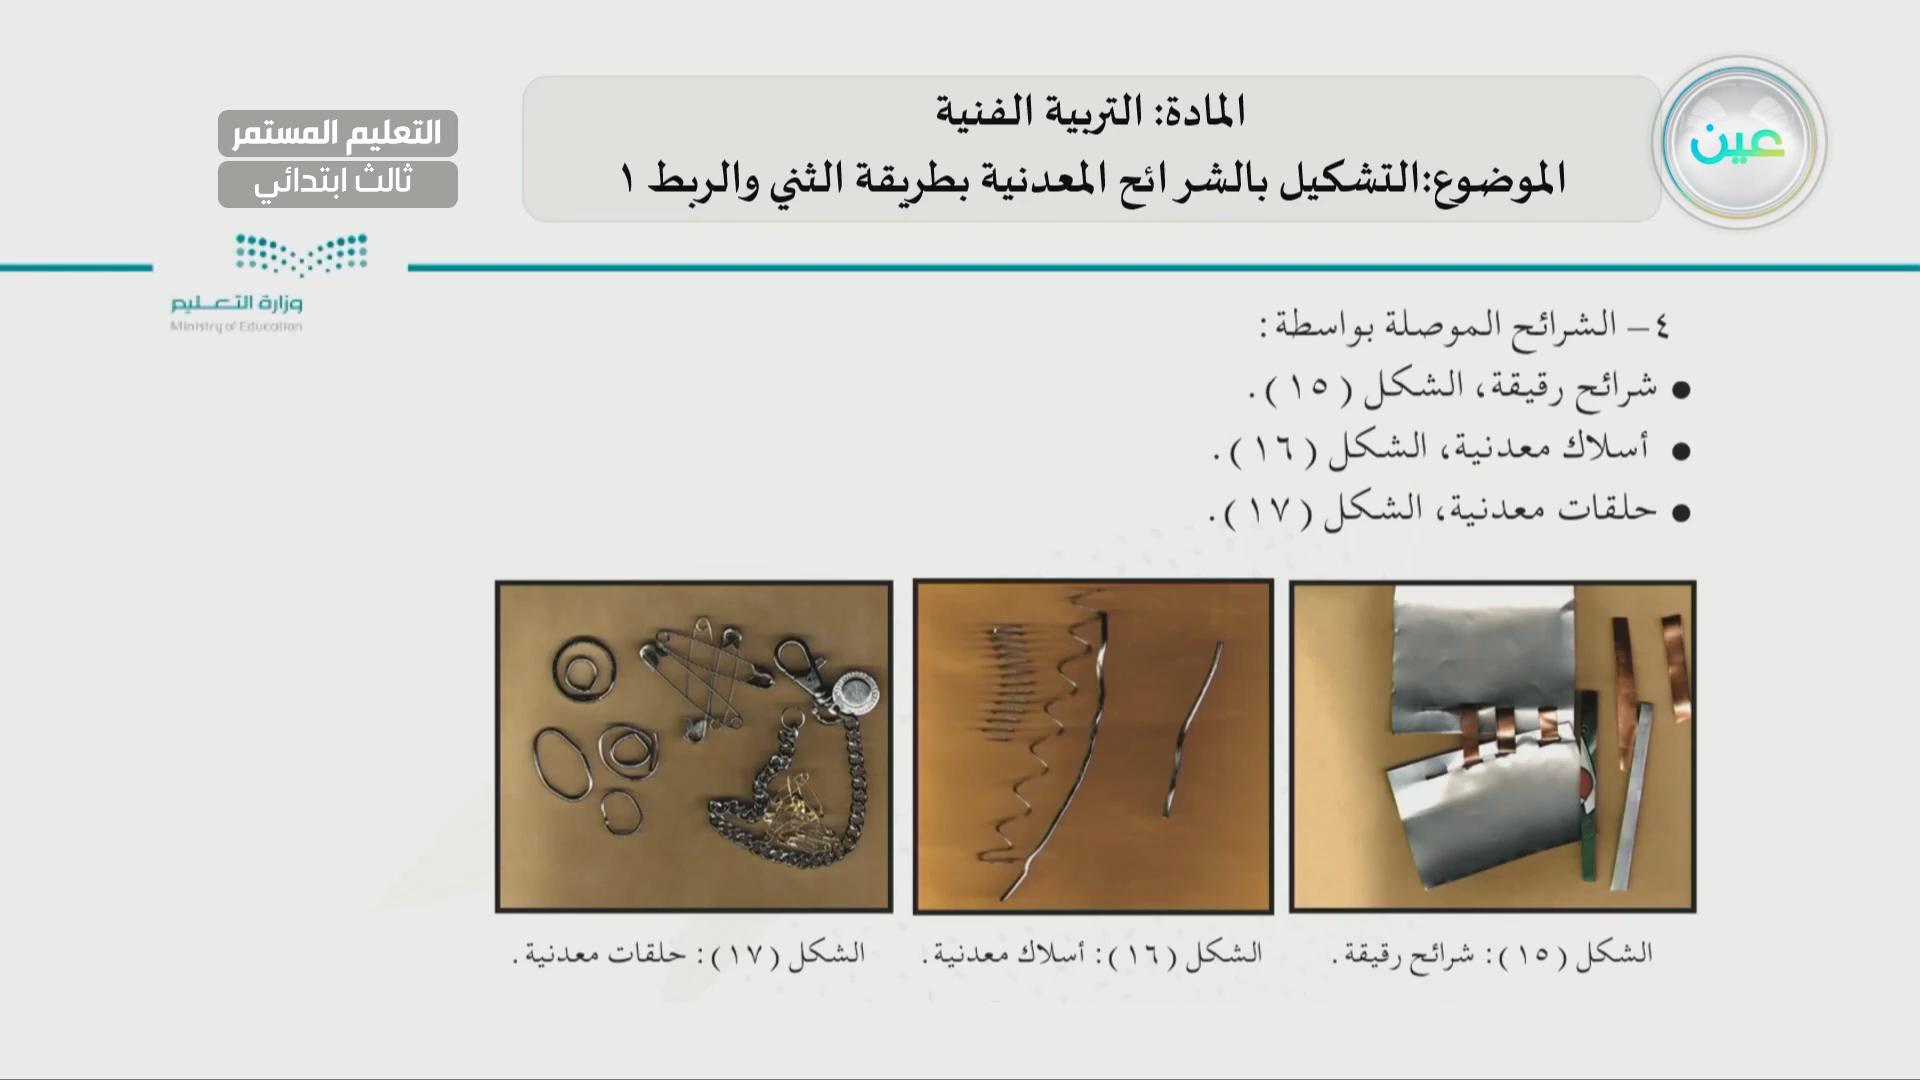 المادة: التربية الفنية
الموضوع:التشكيل بالشرائح المعدنية بطريقة الثني والربط ١
عين
التعليم المستمر
ثالث ابتدائي
وزارة التعليم
Ministry of Education
٤– الشرائح الموصلة بواسطة:
● شرائح رقيقة، الشكل (١٥).
● أسلاك معدنية، الشكل (١٦).
● حلقات معدنية، الشكل (١٧).
الشكل (١٥): شرائح رقيقة.
الشكل (١٦): أسلاك معدنية.
الشكل (١٧): حلقات معدنية.